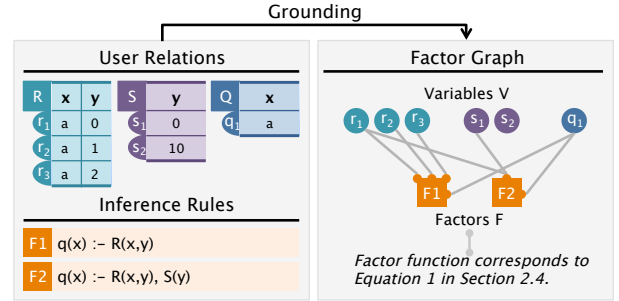 Grounding
User Relations
R x y
r1 a 0
r2 a 1
r3 a 2
S y
s1 0
s2 10
Q x
q1 a
Inference Rules
F1 q(x) :- R(x,y)
F2 q(x) :- R(x,y), S(y)
Factor Graph
Variables V
r1 r2 r3 s1 s2 q1
F1 F2
Factors F
Factor function corresponds to
Equation 1 in Section 2.4.